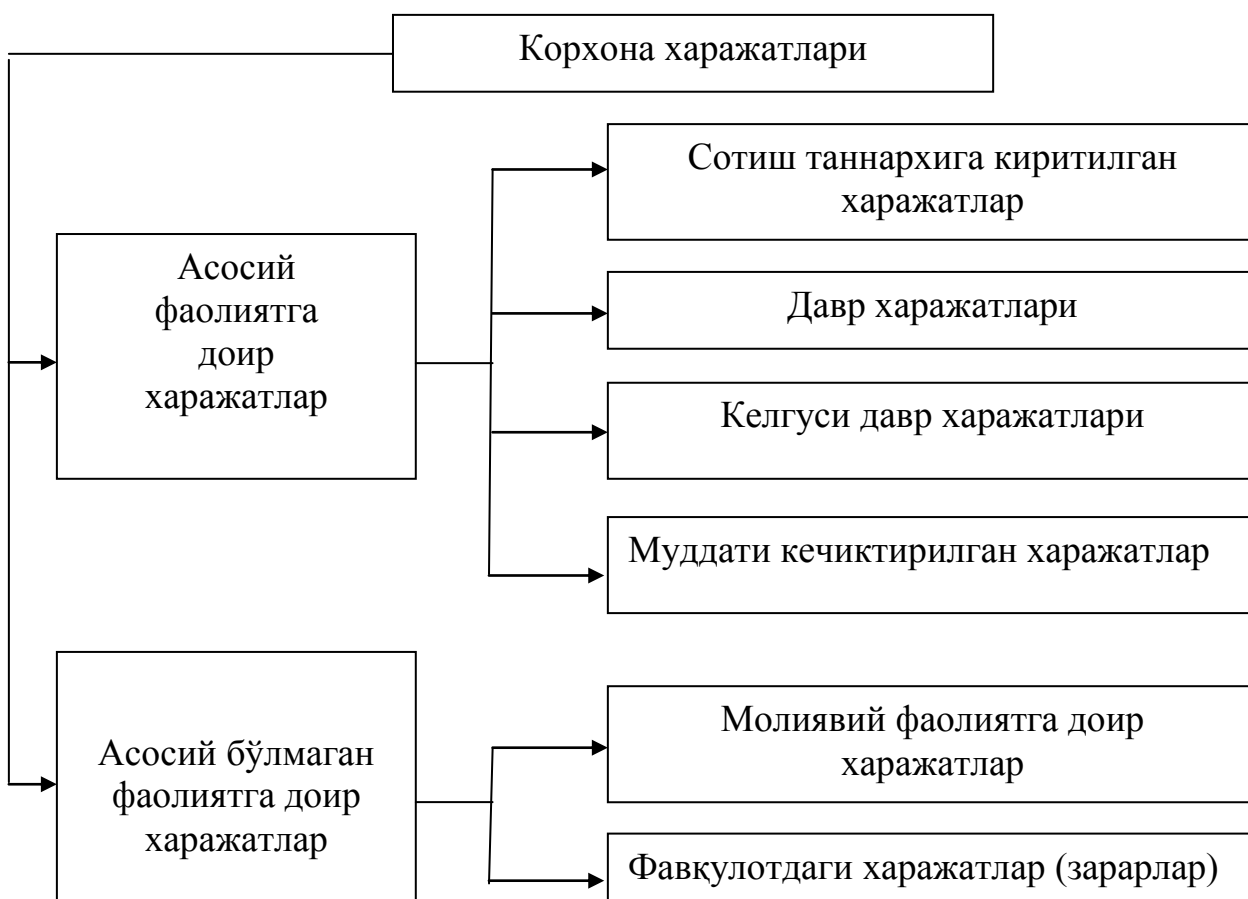 Корхона харажатлари
Сотиш таннархига киритилган
харажатлар
Асосий
фаолиятга
доир
харажатлар
Давр харажатлари
Келгуси давр харажатлари
Муддати кечиктирилган харажатлар
Асосий бўлмаган
фаолиятга доир
харажатлар
Молиявий фаолиятга доир
харажатлар
Фавқулотдаги харажатлар (зарарлар)